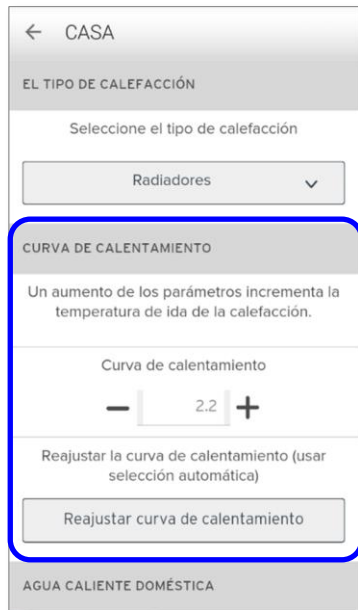 CASA
EL TIPO DE CALEFACCIÓN
Seleccione el tipo de calefacción
Radiadores
CURVA DE CALENTAMIENTO
Un aumento de los parámetros incrementa la
temperatura de ida de la calefacción.
Curva de calentamiento
2.2
Reajustar la curva de calentamiento (usar
selección automática)
Reajustar curva de calentamiento
AGUA CALIENTE DOMÉSTICA